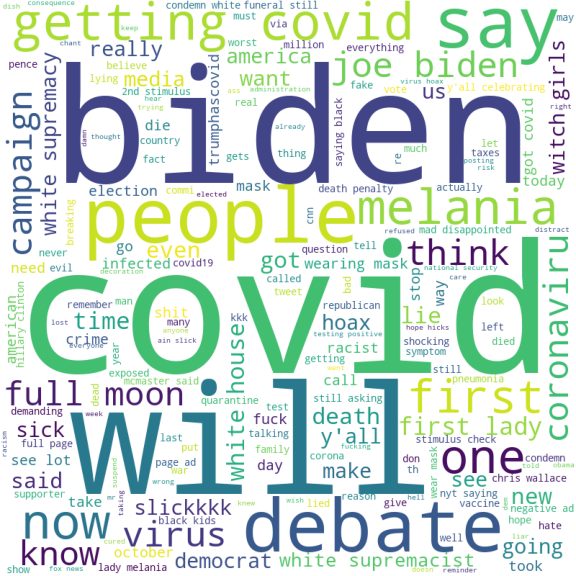 dish
consequence
condemn white
funeral still
via
must
may
getting covid
say
keep
chant
pence
believe
really
america
worst
million
everything
joe biden
lying
media
want
us
fake
virus hoax
y'all celebrating
2nd stimulus
hear
trying
ass
administration
real
vote
right
biden
campaign
white supremacy
trumphascovid
witch girls
got covid
damn
thought
die
country
fact
gets
thing
already
saying black
re
much
let
taxes
posting
risk
today
election
mask
commi
elected
death penalty
actually
people
melania
breaking
never
need
evil
go
infected
even
covid19
got
cnn
question
called
refused
tell
mad disappointed
wearing mask
stop
think
distract
coronaviru
decoration
national security
way
care
tweet
bad
lie
look
died
covid
american
hillary clinton
time
crime
remember
lost
everyone
man
many
shit
anyone
ain slick
year
exposed
kkk
white house
republican
hoax
racist
testing positive
getting
want
hope hicks
left
shocking
symptom
still
full moon
dead
mcmaster said
quarantine
test
call
still asking
death
fuck
y'all
fucking
pneumonia
first
first lady
will
one
demanding
week
sick
full page
racism
see lot
said
supporter
last
page ad
put
war
wrong
talking
family
day
corona
make
don
th
hell
reason
wear mask
stimulus check
see
condemn
chris wallace
told
obama
nyt saying
vaccine
new
negative ad
hope
hate
now
know
take
taking
mr
suspend
slickkkk
black kids
knew
wish
lied
give
dem
liar
debate
well
going
took
virus
october
cured
democrat
white supremacist
doesn
reminder
show
fox news
lady melania